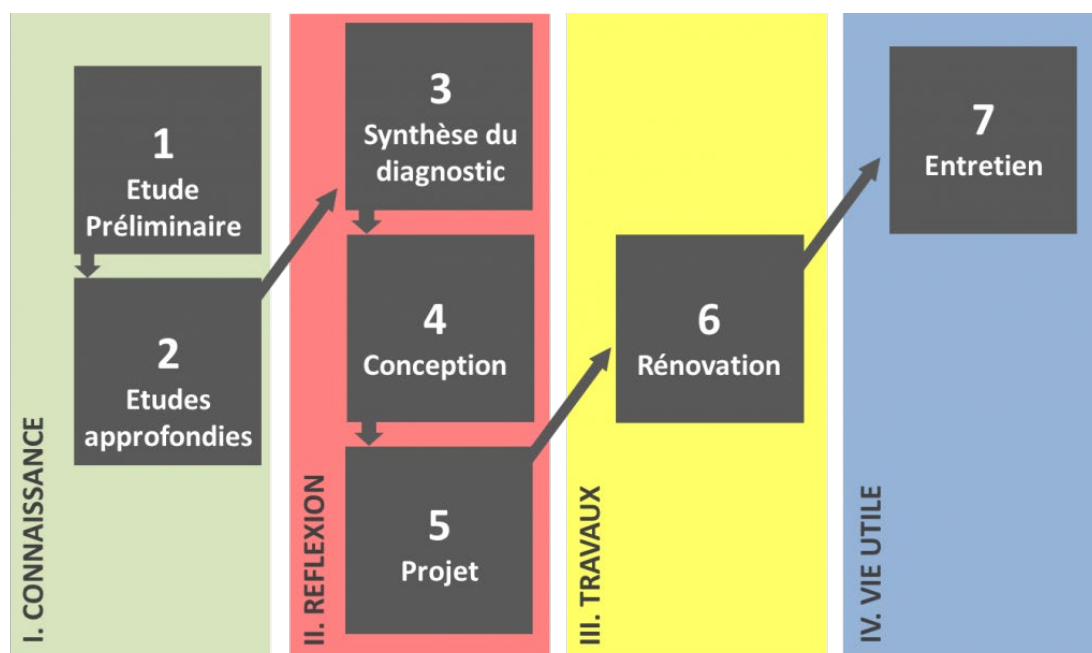 I. CONNAISSANCE
1
Etude
Préliminaire
2
Etudes
approfondies
II. REFLEXION
3
Synthèse du
diagnostic
4
Conception
5
Projet
III. TRAVAUX
6
Rénovation
IV. VIE UTILE
7
Entretien